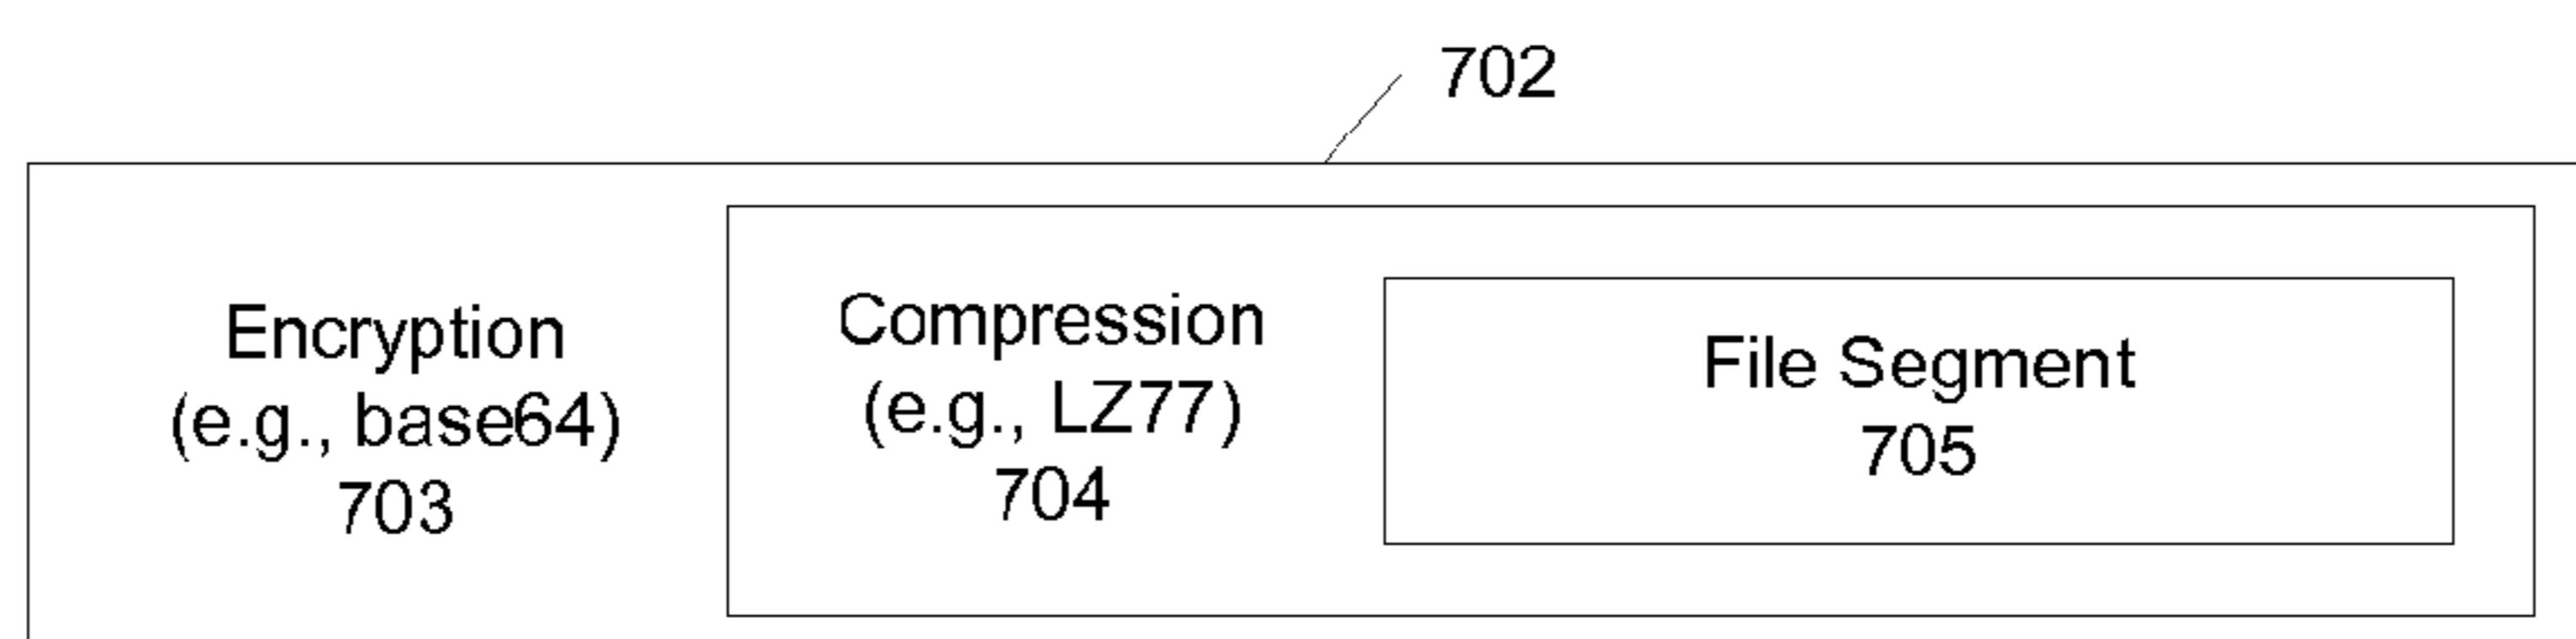 702
Encryption
(e.g., base64)
703
Compression
(e.g., LZ77)
704
File Segment
705